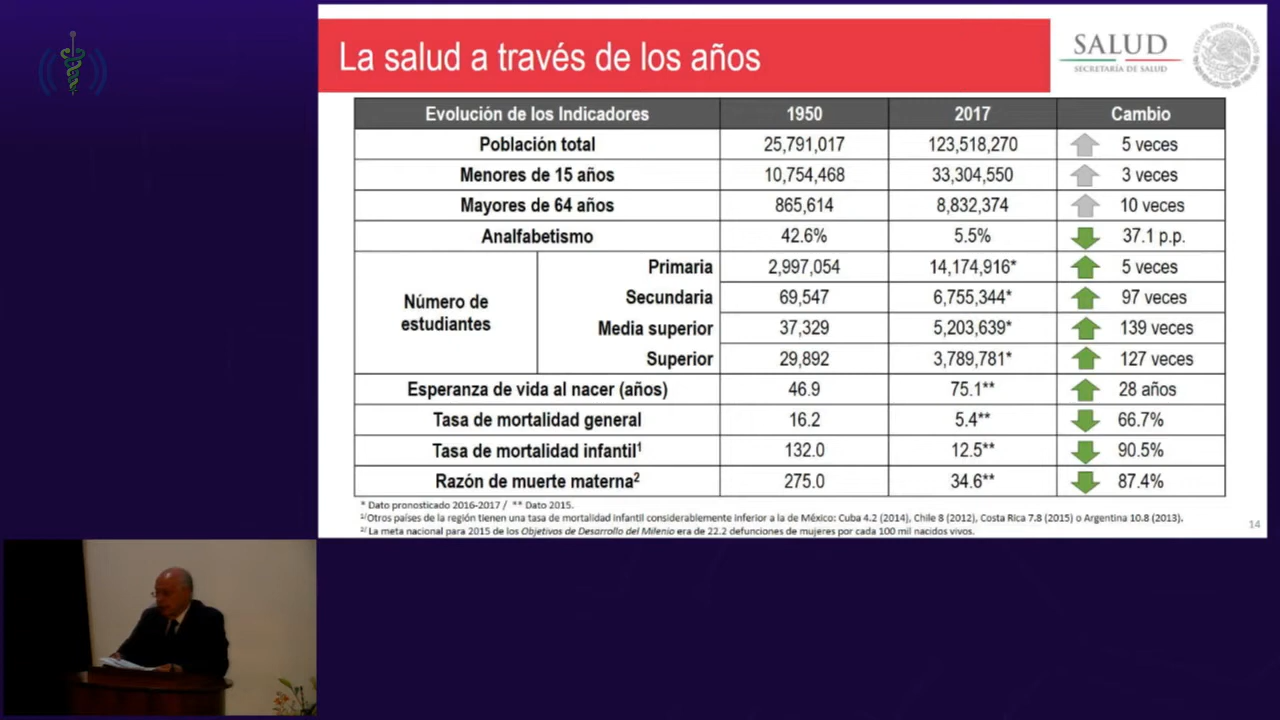 La salud a través de los años
SALUD
SECRETARÍA DE SALUD
ESTADOS UNIDOS MEXICANOS
Evolución de los Indicadores 1950 2017 Cambio
Población total 25,791,017 123,518,270 5 veces
Menores de 15 años 10,754,468 33,304,550 3 veces
Mayores de 64 años 865,614 8,832,374 10 veces
Analfabetismo 42.6% 5.5% 37.1 p.p.
Número de estudiantes
Primaria 2,997,054 14,174,916* 5 veces
Secundaria 69,547 6,755,344* 97 veces
Media superior 37,329 5,203,639* 139 veces
Superior 29,892 3,789,781* 127 veces
Esperanza de vida al nacer (años) 46.9 75.1** 28 años
Tasa de mortalidad general 16.2 5.4** 66.7%
Tasa de mortalidad infantil¹ 132.0 12.5** 90.5%
Razón de muerte materna² 275.0 34.6** 87.4%
* Dato pronosticado 2016-2017 / ** Dato 2015.
¹/Otros países de la región tienen una tasa de mortalidad infantil considerablemente inferior a la de México: Cuba 4.2 (2014), Chile 8 (2012), Costa Rica 7.8 (2015) o Argentina 10.8 (2013).
²/ La meta nacional para 2015 de los Objetivos de Desarrollo del Milenio era de 22.2 defunciones de mujeres por cada 100 mil nacidos vivos.
14